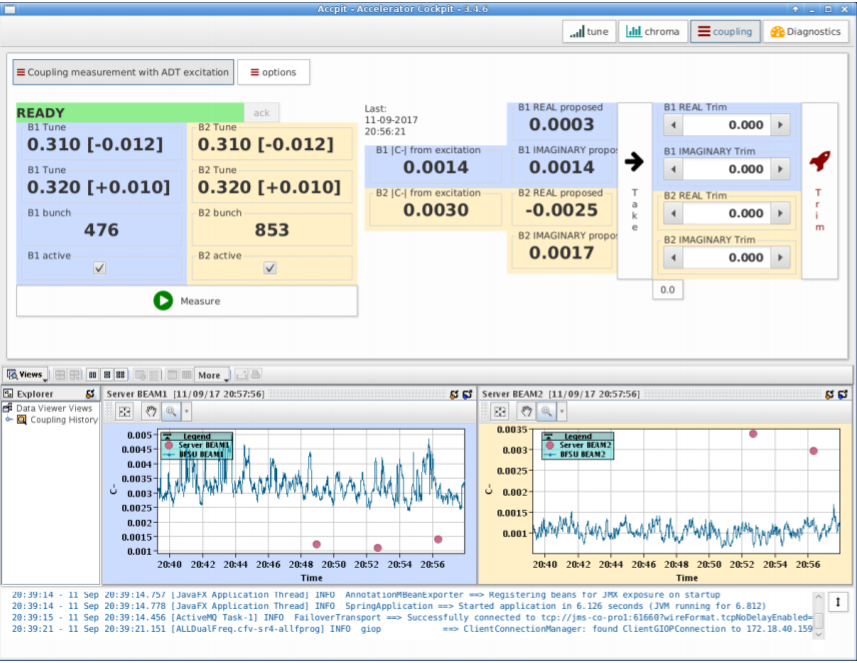 Accpit - Accelerator Cockpit - 3.4.6
tune
chroma
coupling
Diagnostics
Coupling measurement with ADT excitation
options
READY
ack
B1 Tune
0.310 [-0.012]
B2 Tune
0.310 [-0.012]
B1 Tune
0.320 [+0.010]
B2 Tune
0.320 [+0.010]
B1 bunch
476
B2 bunch
853
B1 active
B2 active
Measure
Last:
11-09-2017
20:56:21
B1 |C-| from excitation
0.0014
B2 |C-| from excitation
0.0030
B1 REAL proposed
0.0003
B1 IMAGINARY propos
0.0014
B2 REAL proposed
-0.0025
B2 IMAGINARY propos
0.0017
Take
B1 REAL Trim
0.000
B1 IMAGINARY Trim
0.000
B2 REAL Trim
0.000
B2 IMAGINARY Trim
0.000
0.0
Trim
Views
More
Explorer
Data Viewer Views
Coupling History
Server BEAM1 [11/09/17 20:57:56]
0.005
0.0045
0.004
0.0035
0.003
0.0025
0.002
0.0015
0.001
C-
Legend
Server BEAM1
BFSU BEAM1
20:40 20:42 20:44 20:46 20:48 20:50 20:52 20:54 20:56
Time
Server BEAM2 [11/09/17 20:57:56]
0.0035
0.003
0.0025
0.002
0.0015
0.001
C-
Legend
Server BEAM2
BFSU BEAM2
20:40 20:42 20:44 20:46 20:48 20:50 20:52 20:54 20:56
Time
20:39:14 - 11 Sep 20:39:14.757 [JavaFX Application Thread] INFO AnnotationMBeanExporter ==> Registering beans for JMX exposure on startup
20:39:14 - 11 Sep 20:39:14.778 [JavaFX Application Thread] INFO SpringApplication ==> Started application in 6.126 seconds (JVM running for 6.812)
20:39:15 - 11 Sep 20:39:14.456 [ActiveMQ Task-1] INFO FailoverTransport ==> Successfully connected to tcp://jms-co-pro1:61660?wireFormat.tcpNoDelayEnabled=
20:39:21 - 11 Sep 20:39:21.151 [ALLDualFreq.cfv-sr4-allfprog] INFO giop ==> ClientConnectionManager: found ClientGIOPConnection to 172.18.40.159